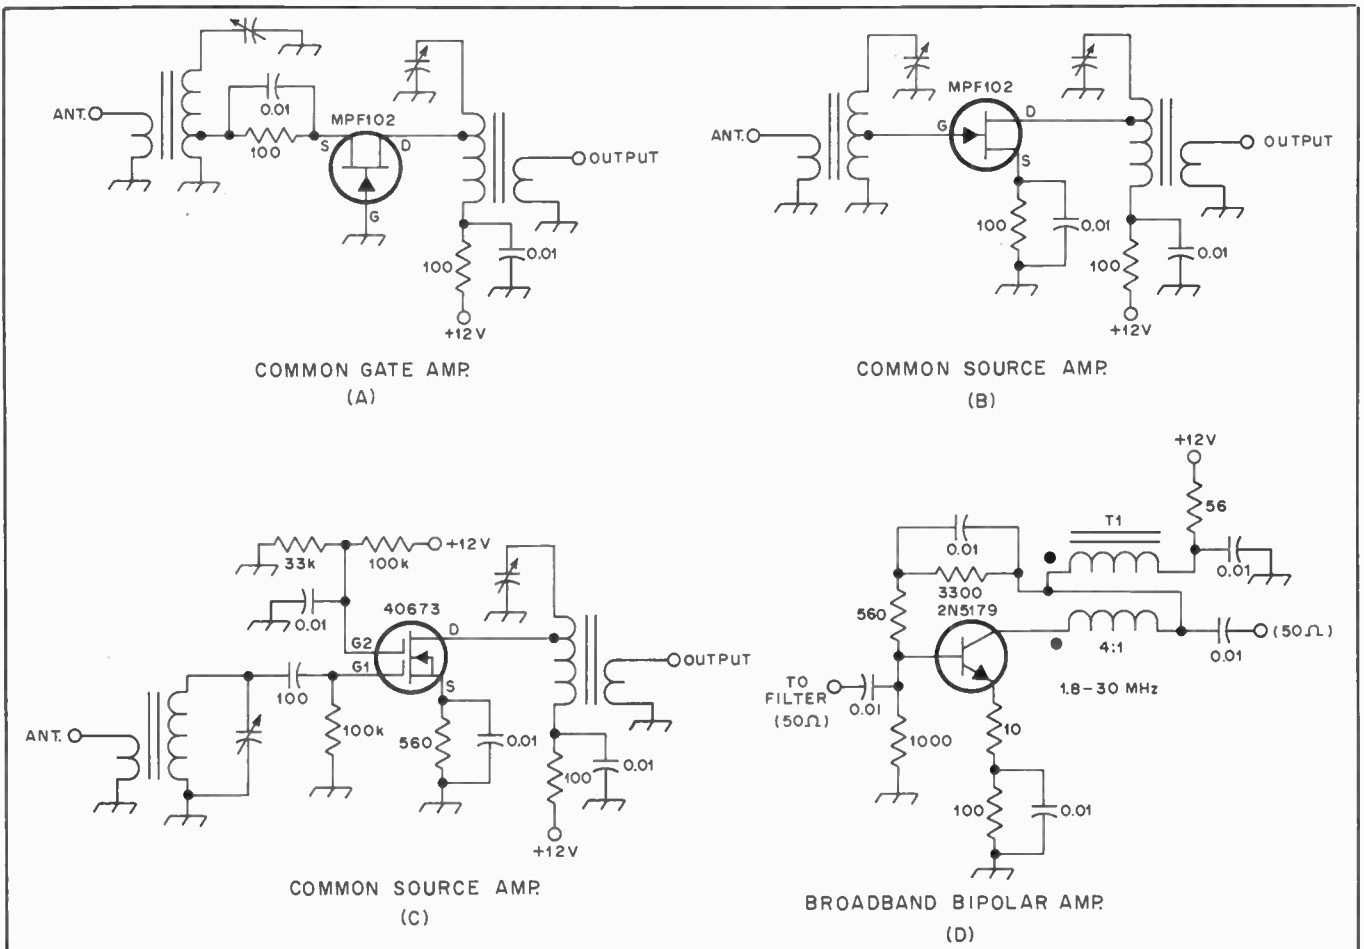 ANT.
0.01
100
MPF102
S
D
G
OUTPUT
100
0.01
+12V
COMMON GATE AMP.
(A)
ANT.
MPF102
G
D
S
OUTPUT
100
0.01
100
0.01
+12V
COMMON SOURCE AMP.
(B)
33k
100k
+12V
0.01
40673
G2
G1
D
S
OUTPUT
ANT.
100
100k
560
0.01
100
0.01
+12V
COMMON SOURCE AMP.
(C)
+12V
56
T1
0.01
0.01
3300
2N5179
560
4:1
0.01
(50Ω)
1.8-30 MHz
TO
FILTER
(50Ω)
0.01
1000
10
100
0.01
BROADBAND BIPOLAR AMP.
(D)